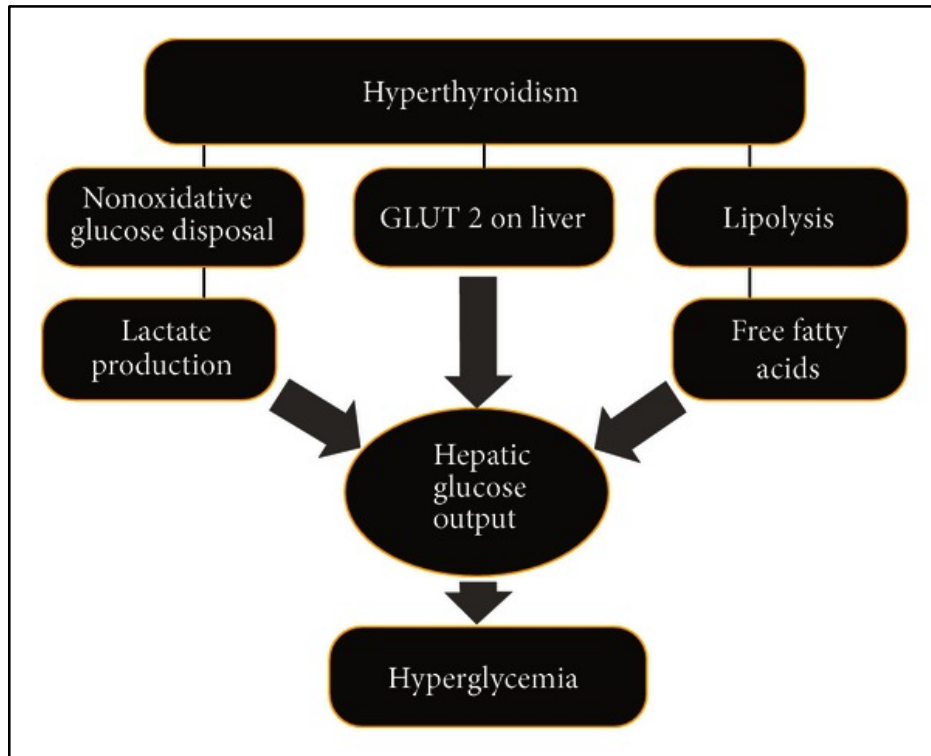 Hyperthyroidism
Nonoxidative
glucose disposal
GLUT 2 on liver
Lipolysis
Lactate
production
Free fatty
acids
Hepatic
glucose
output
Hyperglycemia